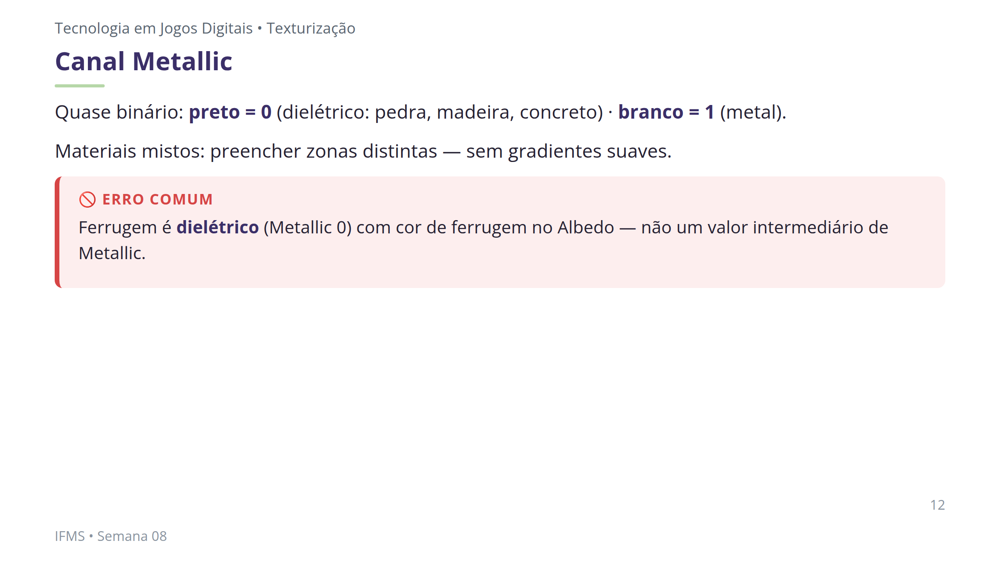 Tecnologia em Jogos Digitais • Texturização
Canal Metallic
Quase binário: preto = 0 (dielétrico: pedra, madeira, concreto) · branco = 1 (metal).
Materiais mistos: preencher zonas distintas — sem gradientes suaves.
🚫 ERRO COMUM
Ferrugem é dielétrico (Metallic 0) com cor de ferrugem no Albedo — não um valor intermediário de
Metallic.
12
IFMS • Semana 08